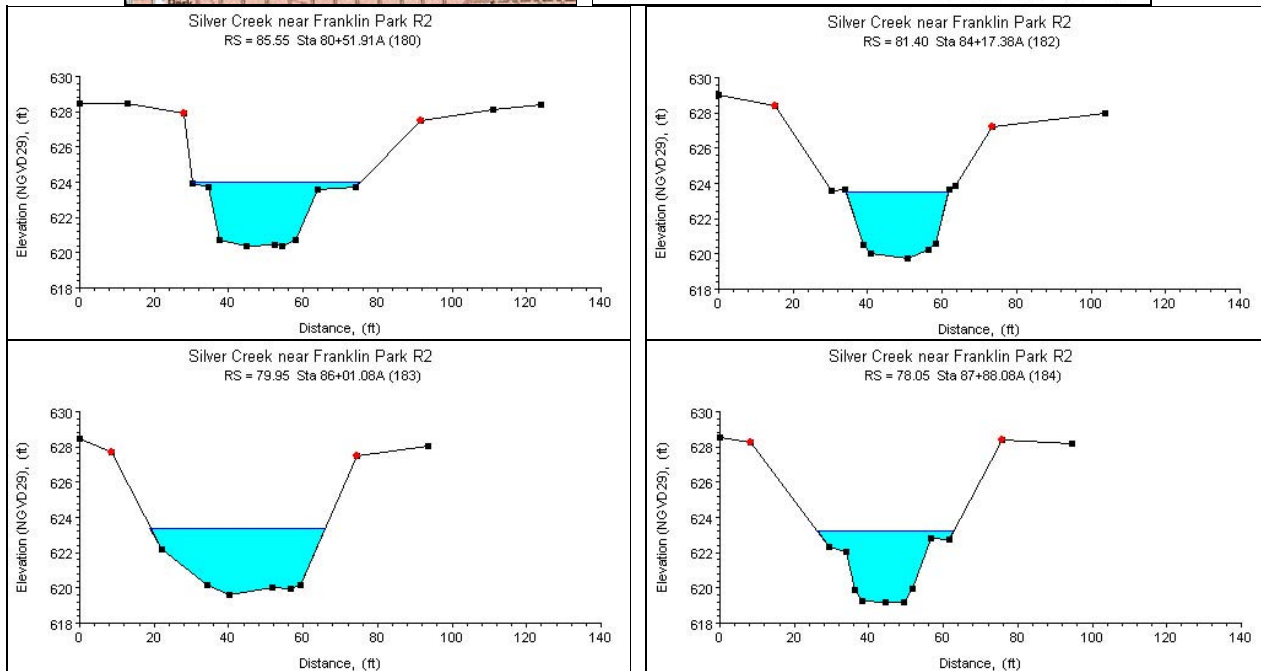 Silver Creek near Franklin Park R2
RS = 85.55 Sta 80+51.91A (180)
Elevation (NGVD29), (ft)
630
628
626
624
622
620
618
0 20 40 60 80 100 120 140
Distance, (ft)
Silver Creek near Franklin Park R2
RS = 81.40 Sta 84+17.38A (182)
Elevation (NGVD29), (ft)
630
628
626
624
622
620
618
0 20 40 60 80 100 120 140
Distance, (ft)
Silver Creek near Franklin Park R2
RS = 79.95 Sta 86+01.08A (183)
Elevation (NGVD29), (ft)
630
628
626
624
622
620
618
0 20 40 60 80 100 120 140
Distance, (ft)
Silver Creek near Franklin Park R2
RS = 78.05 Sta 87+88.08A (184)
Elevation (NGVD29), (ft)
630
628
626
624
622
620
618
0 20 40 60 80 100 120 140
Distance, (ft)